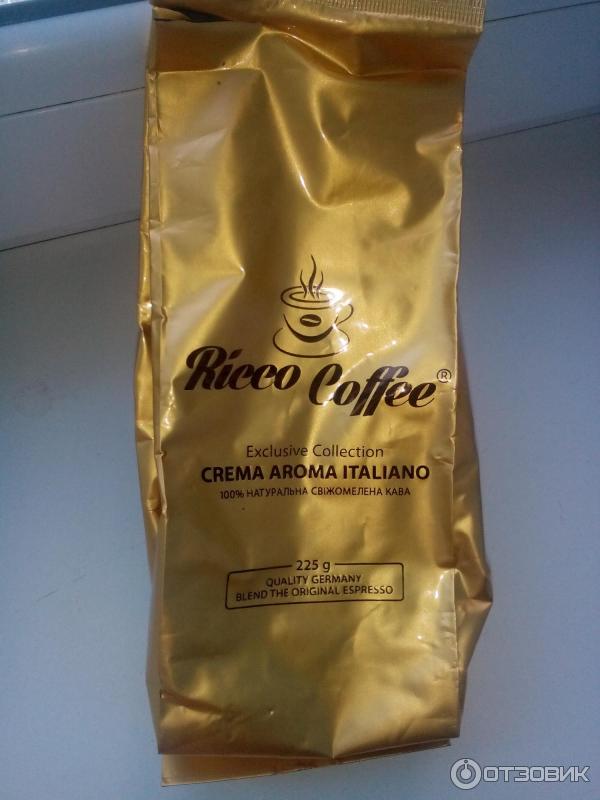 Ricco Coffee®
Exclusive Collection
CREMA AROMA ITALIANO
100% НАТУРАЛЬНА СВІЖОМЕЛЕНА КАВА
225 g
QUALITY GERMANY
BLEND THE ORIGINAL ESPRESSO
ОТЗОВИК